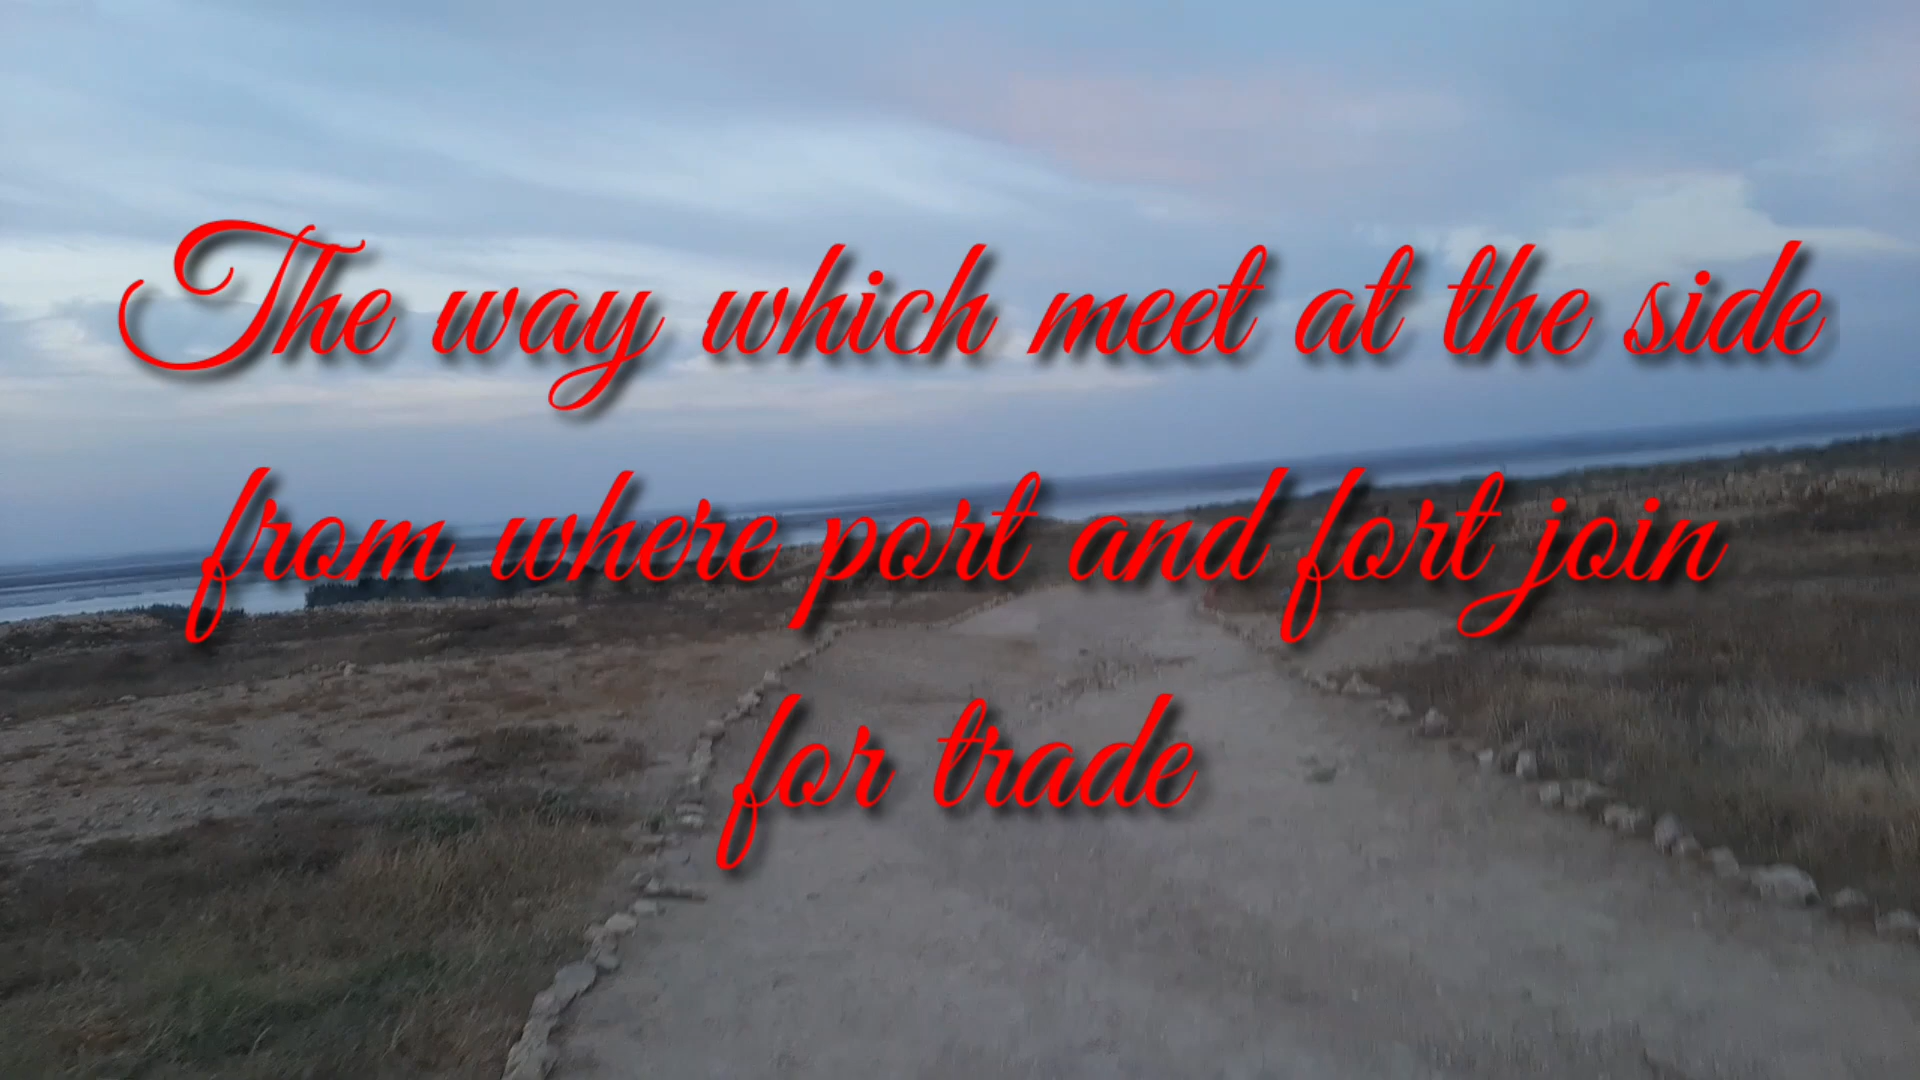 The way which meet at the side
from where port and fort join
for trade